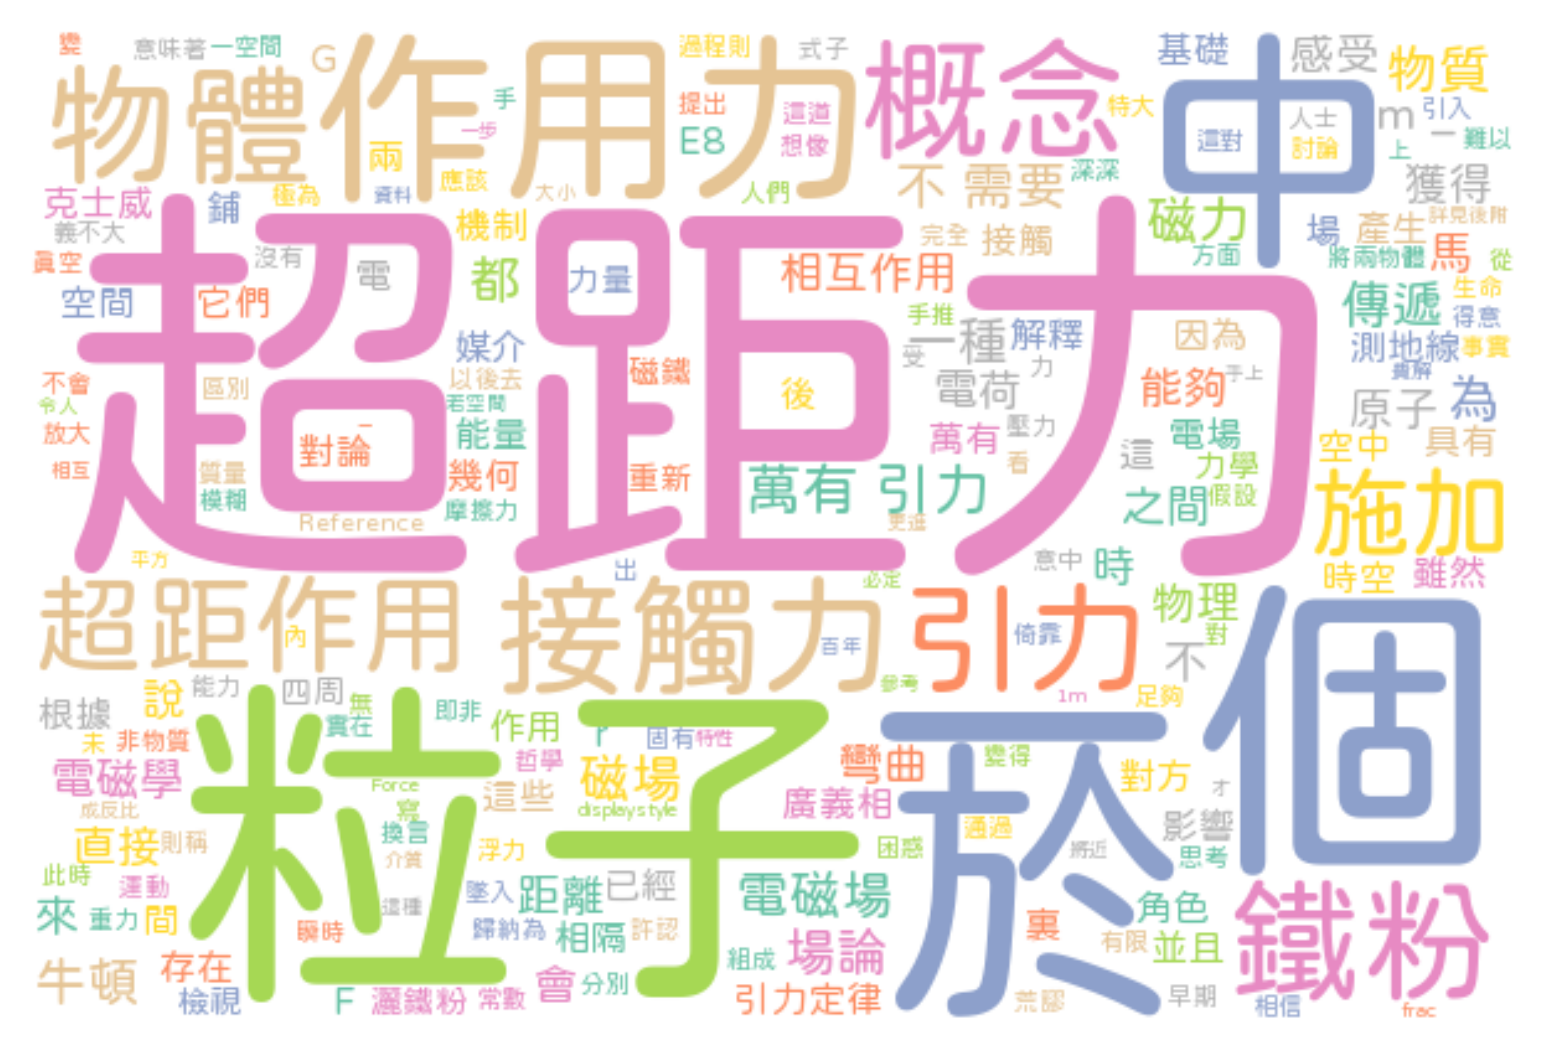 變
意味著
一空間
G
物體
作用力
手
一步
兩
應該
極為
資料
大小
過程則
提出
E8
這道
想像
式子
人們
概念
特大
不
需要
深深
基礎
中
這對
人士
討論
感受
物質
m
引入
一
上
難以
獲得
克士威
義不大
鋪
真空
沒有
空間
它們
電
機制
都
力量
超距力
相互作用
完全
接觸
磁力
方面
場
產生
詳見後附
將兩物體
馬
從
傳遞
生命
得意
測地線
事實
媒介
以後去
若空間
磁鐵
後
手推
一種
受
解釋
力
電荷
因為
能夠
手上
原子
為
不會
令人
放大
相互
區別
對論
質量
模糊
能量
幾何
摩擦力
重新
Reference
萬有
壓力
看
萬有
引力
更進
這
電場
力學
之間
假設
空中
具有
施加
平方
出
必定
意中
時
時空
雖然
超距作用
內
接觸力
百年
引力
倚靠
物理
對
不
個
根據
說
能力
四周
無
實在
即非
作用
r
固有
特性
參考
1m
足夠
未
非物質
電磁學
成反比
粒子
Force
寫
換言
介質
哲學
這些
磁場
displaystyle
彎曲
廣義相
於
變得
通過
對方
才
影響
思考
將近
直接
則稱
此時
運動
浮力
困惑
來
重力
間
這種
瞬時
墜入
距離
已經
歸納為
相隔
許認
電磁場
組成
場論
裏
角色
有限
並且
鐵粉
牛頓
存在
檢視
F
灑鐵粉
常數
會
分別
引力定律
荒謬
早期
相信
frac